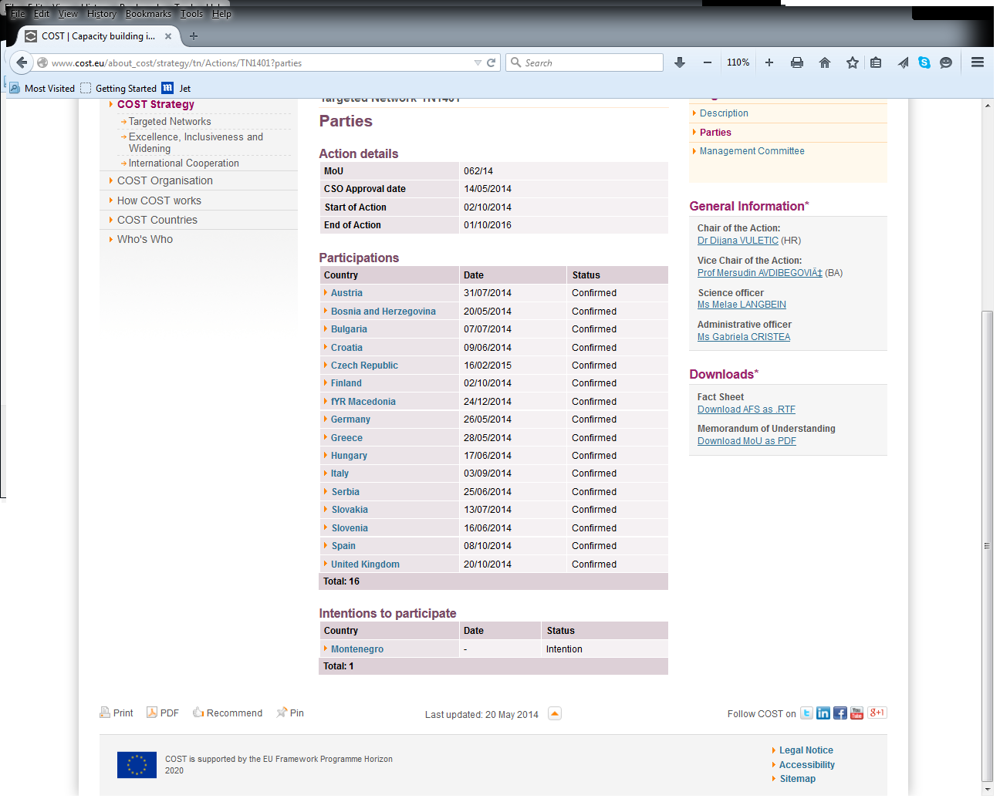 File Edit View History Bookmarks Tools Help
COST | Capacity building i...
www.cost.eu/about_cost/strategy/tn/Actions/TN1401?parties
Search
110%
Most Visited
Getting Started
m
Jet
COST Strategy
Targeted Networks
Excellence, Inclusiveness and
Widening
International Cooperation
COST Organisation
How COST works
COST Countries
Who's Who
Targeted Network TN1401
Parties
Action details
MoU 062/14
CSO Approval date 14/05/2014
Start of Action 02/10/2014
End of Action 01/10/2016
Participations
Country Date Status
Austria 31/07/2014 Confirmed
Bosnia and Herzegovina 20/05/2014 Confirmed
Bulgaria 07/07/2014 Confirmed
Croatia 09/06/2014 Confirmed
Czech Republic 16/02/2015 Confirmed
Finland 02/10/2014 Confirmed
fYR Macedonia 24/12/2014 Confirmed
Germany 26/05/2014 Confirmed
Greece 28/05/2014 Confirmed
Hungary 17/06/2014 Confirmed
Italy 03/09/2014 Confirmed
Serbia 25/06/2014 Confirmed
Slovakia 13/07/2014 Confirmed
Slovenia 16/06/2014 Confirmed
Spain 08/10/2014 Confirmed
United Kingdom 20/10/2014 Confirmed
Total: 16
Intentions to participate
Country Date Status
Montenegro - Intention
Total: 1
Description
Parties
Management Committee
General Information*
Chair of the Action:
Dr Dijana VULETIC (HR)
Vice Chair of the Action:
Prof Mersudin AVDIBEGOVIÄ‡ (BA)
Science officer
Ms Melae LANGBEIN
Administrative officer
Ms Gabriela CRISTEA
Downloads*
Fact Sheet
Download AFS as .RTF
Memorandum of Understanding
Download MoU as PDF
Print PDF Recommend Pin
Last updated: 20 May 2014
Follow COST on
You Tube
g+1
COST is supported by the EU Framework Programme Horizon
2020
Legal Notice
Accessibility
Sitemap